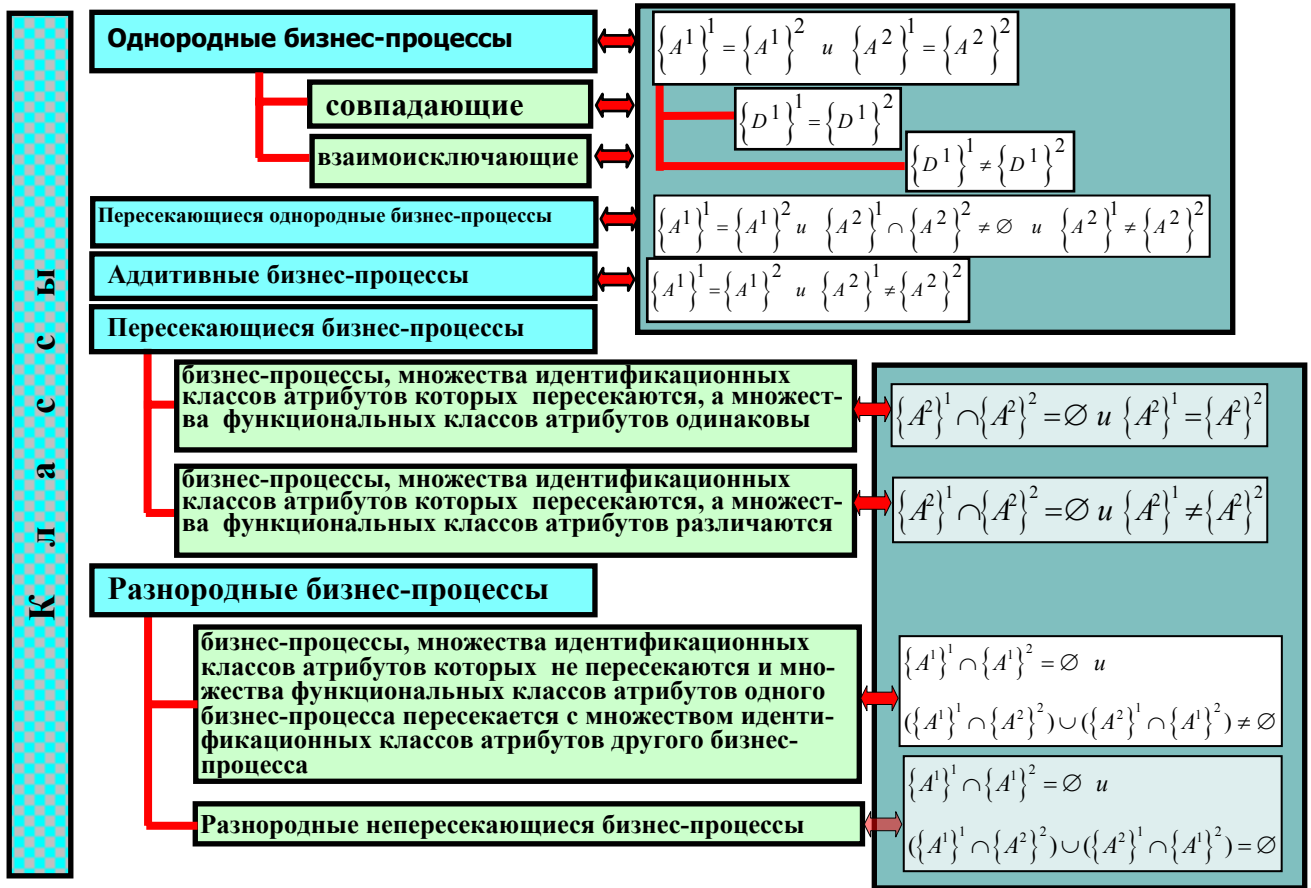 Классы
Однородные бизнес-процессы
{A¹}¹ = {A¹}² и {A²}¹ = {A²}²
совпадающие
{D¹}¹ = {D¹}²
взаимоисключающие
{D¹}¹ ≠ {D¹}²
Пересекающиеся однородные бизнес-процессы
{A¹}¹ = {A¹}² и {A²}¹ ∩ {A²}² ≠ ∅ и {A²}¹ ≠ {A²}²
Аддитивные бизнес-процессы
{A¹}¹ = {A¹}² и {A²}¹ ≠ {A²}²
Пересекающиеся бизнес-процессы
бизнес-процессы, множества идентификационных
классов атрибутов которых пересекаются, а множест-
ва функциональных классов атрибутов одинаковы
{A²}¹ ∩ {A²}² = ∅ и {A²}¹ = {A²}²
бизнес-процессы, множества идентификационных
классов атрибутов которых пересекаются, а множест-
ва функциональных классов атрибутов различаются
{A²}¹ ∩ {A²}² = ∅ и {A²}¹ ≠ {A²}²
Разнородные бизнес-процессы
бизнес-процессы, множества идентификационных
классов атрибутов которых не пересекаются и мно-
жества функциональных классов атрибутов одного
бизнес-процесса пересекается с множеством иденти-
фикационных классов атрибутов другого бизнес-
процесса
{A¹}¹ ∩ {A¹}² = ∅ и
({A¹}¹ ∩ {A²}²) ∪ ({A²}¹ ∩ {A¹}²) ≠ ∅
Разнородные непересекающиеся бизнес-процессы
{A¹}¹ ∩ {A¹}² = ∅ и
({A¹}¹ ∩ {A²}²) ∪ ({A²}¹ ∩ {A¹}²) = ∅